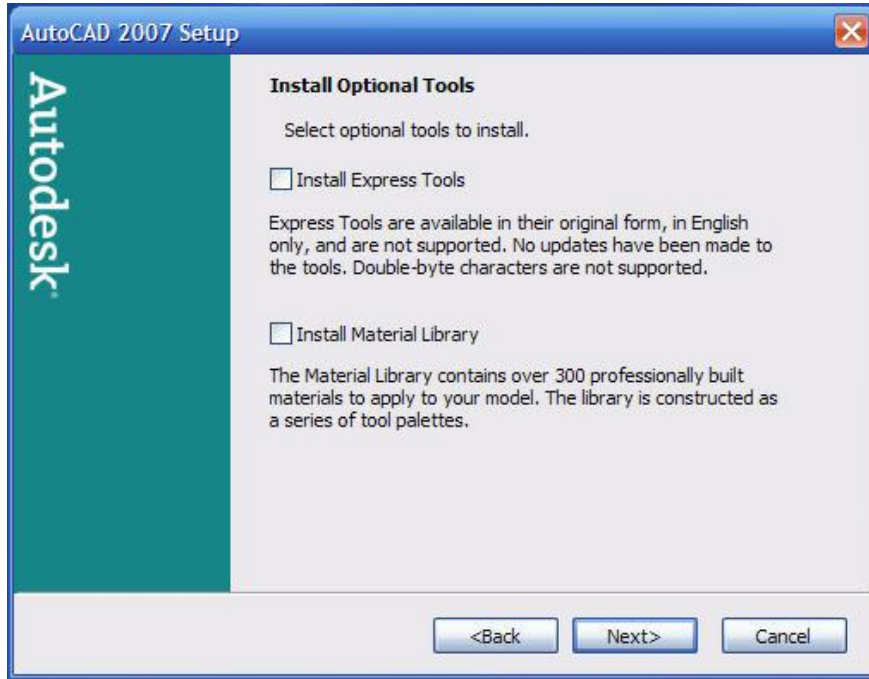 AutoCAD 2007 Setup
Autodesk
Install Optional Tools
Select optional tools to install.
Install Express Tools
Express Tools are available in their original form, in English
only, and are not supported. No updates have been made to
the tools. Double-byte characters are not supported.
Install Material Library
The Material Library contains over 300 professionally built
materials to apply to your model. The library is constructed as
a series of tool palettes.
<Back
Next>
Cancel